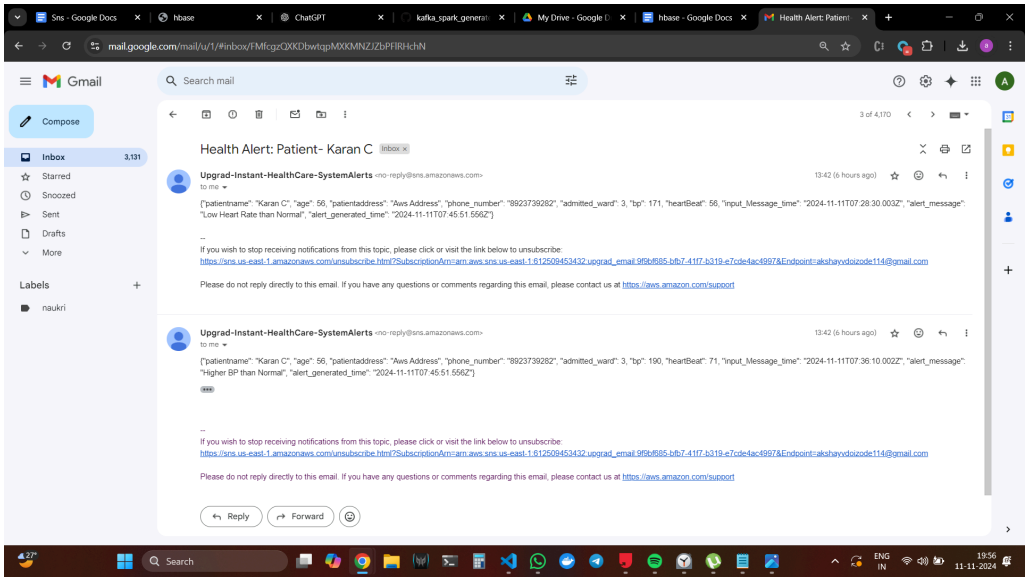 Sns - Google Docs
hbase
ChatGPT
kafka_spark_generat
My Drive - Google D
hbase - Google Docs
Health Alert: Patient-
mail.google.com/mail/u/1/#inbox/FMfcgzQXKDbwtqpMXKMNZJZbPFlRHchN
Gmail
Search mail
A
Compose
3 of 4,170
Inbox 3,131
Starred
Snoozed
Sent
Drafts
More
Labels
naukri
Health Alert: Patient- Karan C Inbox x
Upgrad-Instant-HealthCare-SystemAlerts <no-reply@sns.amazonaws.com> 13:42 (6 hours ago)
to me
{"patientname": "Karan C", "age": 56, "patientaddress": "Aws Address", "phone_number": "8923739282", "admitted_ward": 3, "bp": 171, "heartBeat": 56, "input_Message_time": "2024-11-11T07:28:30.003Z", "alert_message":
"Low Heart Rate than Normal", "alert_generated_time": "2024-11-11T07:45:51.556Z"}
--
If you wish to stop receiving notifications from this topic, please click or visit the link below to unsubscribe:
https://sns.us-east-1.amazonaws.com/unsubscribe.html?SubscriptionArn=arn:aws:sns:us-east-1:612509453432:upgrad_email:9f9bf685-bfb7-41f7-b319-e7cde4ac4997&Endpoint=akshayvdoizode114@gmail.com
Please do not reply directly to this email. If you have any questions or comments regarding this email, please contact us at https://aws.amazon.com/support
Upgrad-Instant-HealthCare-SystemAlerts <no-reply@sns.amazonaws.com> 13:42 (6 hours ago)
to me
{"patientname": "Karan C", "age": 56, "patientaddress": "Aws Address", "phone_number": "8923739282", "admitted_ward": 3, "bp": 190, "heartBeat": 71, "input_Message_time": "2024-11-11T07:36:10.002Z", "alert_message":
"Higher BP than Normal", "alert_generated_time": "2024-11-11T07:45:51.556Z"}
--
If you wish to stop receiving notifications from this topic, please click or visit the link below to unsubscribe:
https://sns.us-east-1.amazonaws.com/unsubscribe.html?SubscriptionArn=arn:aws:sns:us-east-1:612509453432:upgrad_email:9f9bf685-bfb7-41f7-b319-e7cde4ac4997&Endpoint=akshayvdoizode114@gmail.com
Please do not reply directly to this email. If you have any questions or comments regarding this email, please contact us at https://aws.amazon.com/support
Reply
Forward
27°
Search
ENG
IN
19:56
11-11-2024